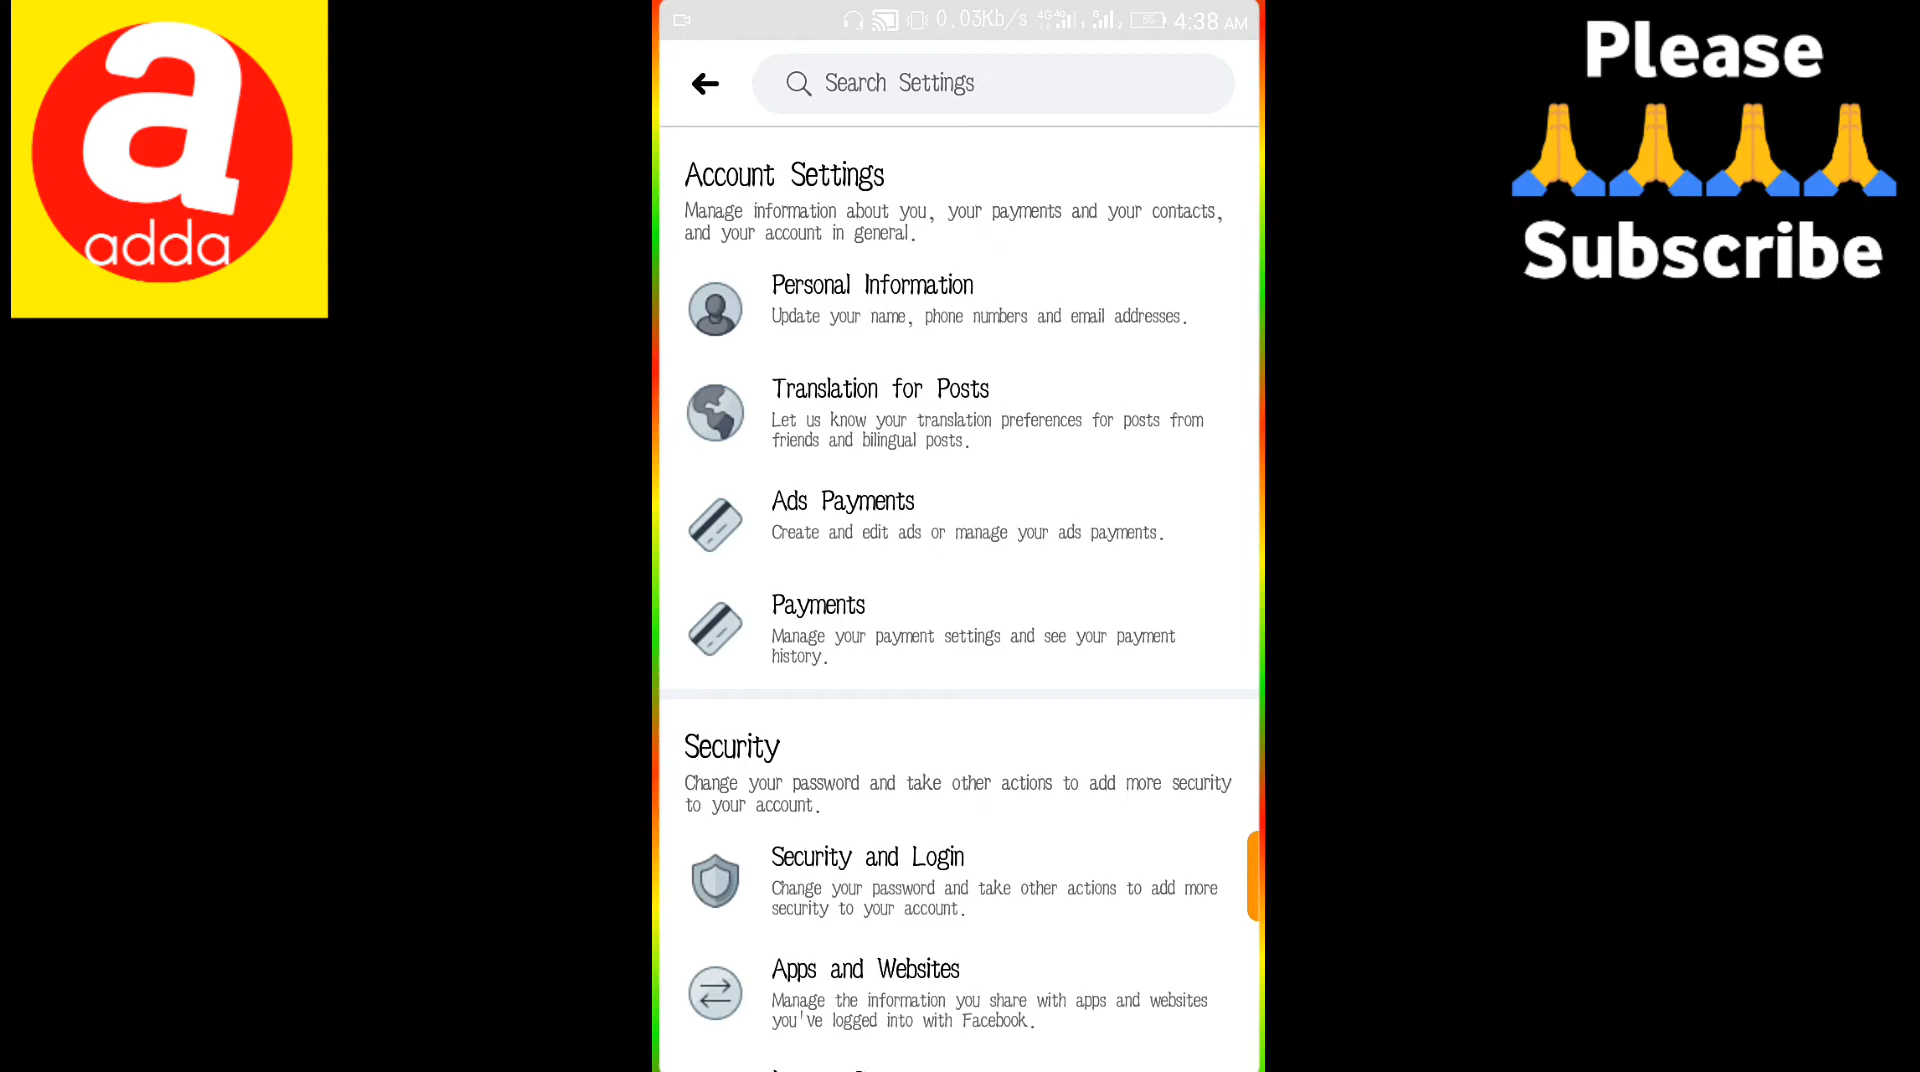 a
adda
Please
🙏🙏🙏🙏
Subscribe
0.03Kb/s 4G 4G 1 G 2 55 4:38 AM
Search Settings
Account Settings
Manage information about you, your payments and your contacts,
and your account in general.
Personal Information
Update your name, phone numbers and email addresses.
Translation for Posts
Let us know your translation preferences for posts from
friends and bilingual posts.
Ads Payments
Create and edit ads or manage your ads payments.
Payments
Manage your payment settings and see your payment
history.
Security
Change your password and take other actions to add more security
to your account.
Security and Login
Change your password and take other actions to add more
security to your account.
Apps and Websites
Manage the information you share with apps and websites
you've logged into with Facebook.